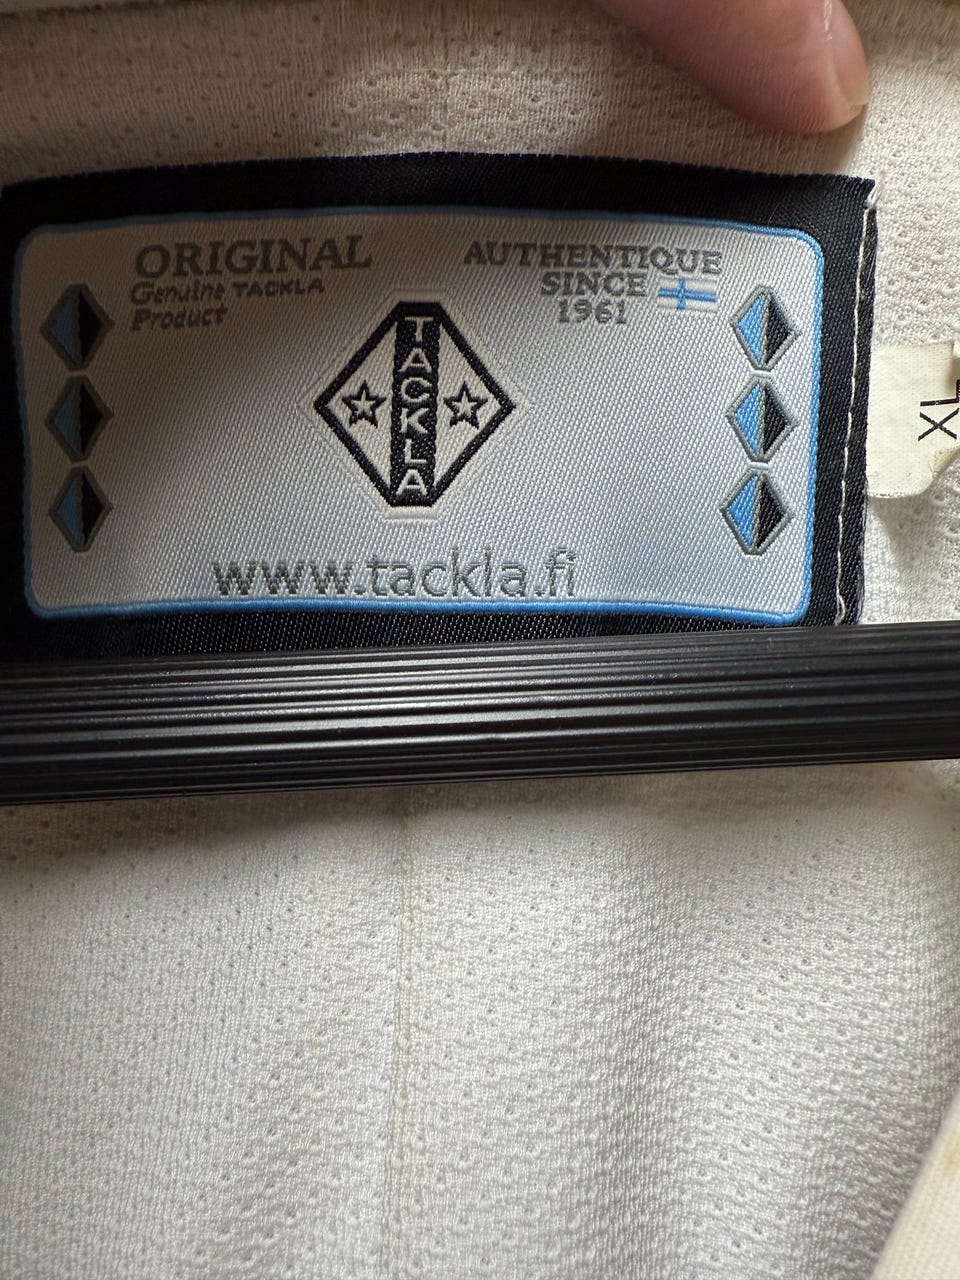 ORIGINAL
Genuine TACKLA
Product
AUTHENTIQUE
SINCE
1961
TACKLA
www.tackla.fi
XL